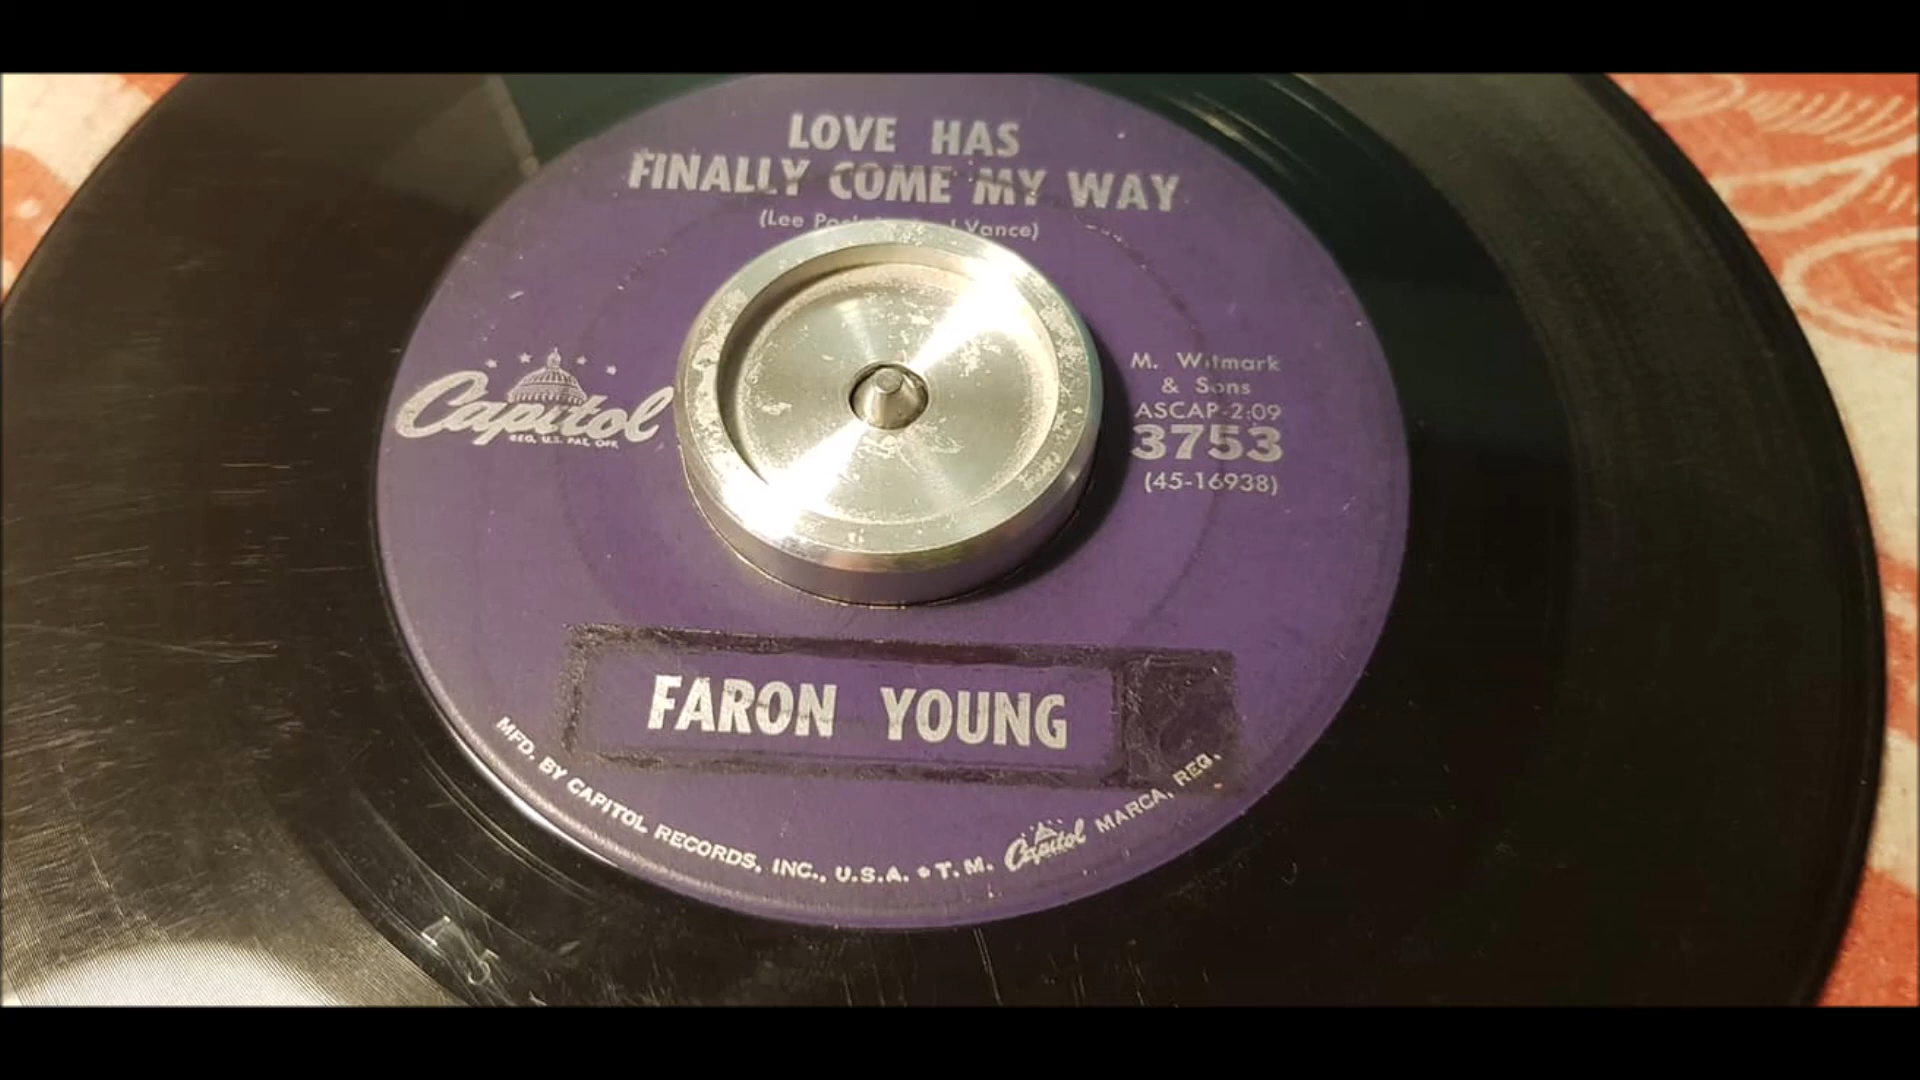 LOVE HAS
FINALLY COME MY WAY
(Lee Vance)
Capitol
REG. U.S. PAT. OFF.
M. Witmark
& Sons
ASCAP-2:09
3753
(45-16938)
FARON YOUNG
MFD. BY CAPITOL RECORDS, INC., U.S.A. • T.M. Capitol MARCA. REG.